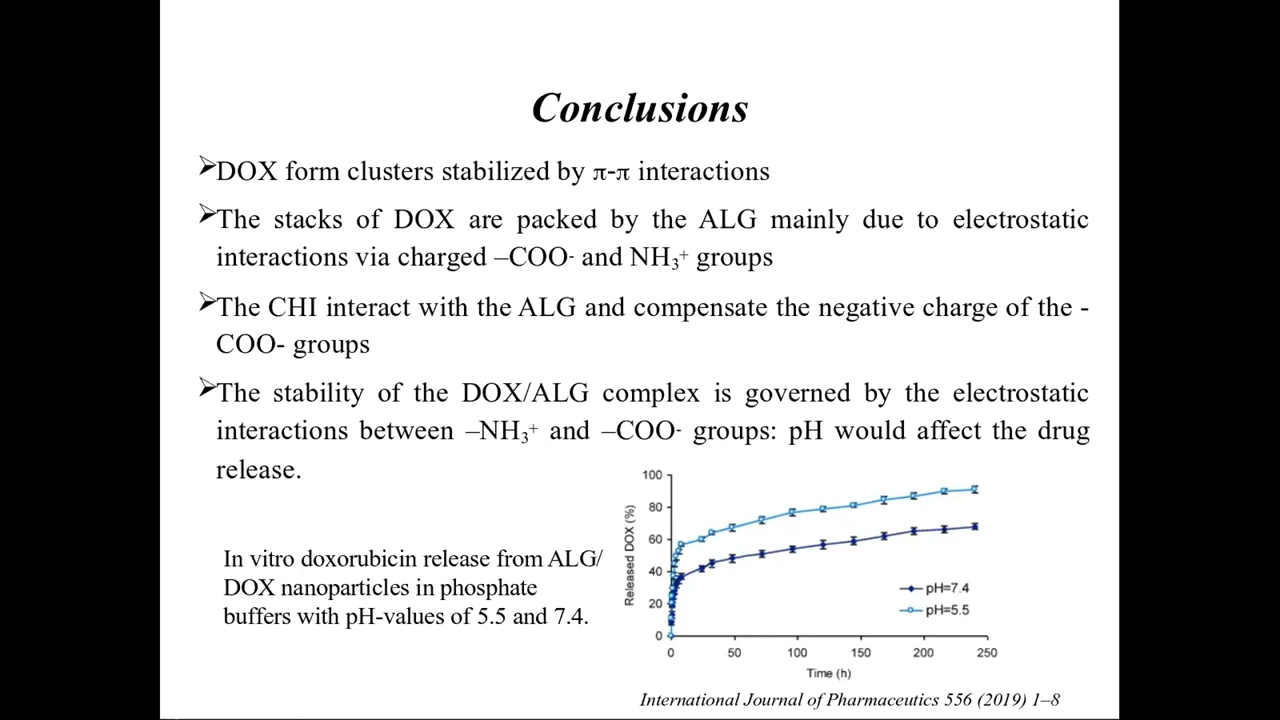 Conclusions
➢DOX form clusters stabilized by π-π interactions
➢The stacks of DOX are packed by the ALG mainly due to electrostatic
interactions via charged –COO- and NH₃⁺ groups
➢The CHI interact with the ALG and compensate the negative charge of the -
COO- groups
➢The stability of the DOX/ALG complex is governed by the electrostatic
interactions between –NH₃⁺ and –COO- groups: pH would affect the drug
release.
In vitro doxorubicin release from ALG/
DOX nanoparticles in phosphate
buffers with pH-values of 5.5 and 7.4.
Released DOX (%)
100
80
60
40
20
0
pH=7.4
pH=5.5
0 50 100 150 200 250
Time (h)
International Journal of Pharmaceutics 556 (2019) 1–8